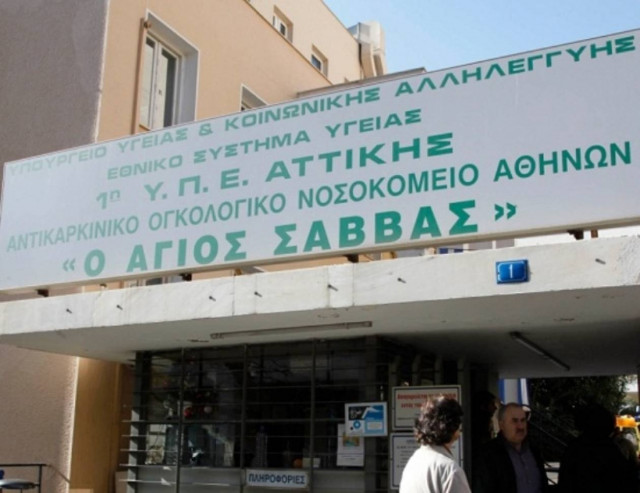 ΥΠΟΥΡΓΕΙΟ ΥΓΕΙΑΣ & ΚΟΙΝΩΝΙΚΗΣ ΑΛΛΗΛΕΓΓΥΗΣ
ΕΘΝΙΚΟ ΣΥΣΤΗΜΑ ΥΓΕΙΑΣ
1η Υ. Π. Ε. ΑΤΤΙΚΗΣ
ΑΝΤΙΚΑΡΚΙΝΙΚΟ ΟΓΚΟΛΟΓΙΚΟ ΝΟΣΟΚΟΜΕΙΟ ΑΘΗΝΩΝ
«Ο ΑΓΙΟΣ ΣΑΒΒΑΣ»
1
ΠΛΗΡΟΦΟΡΙΕΣ